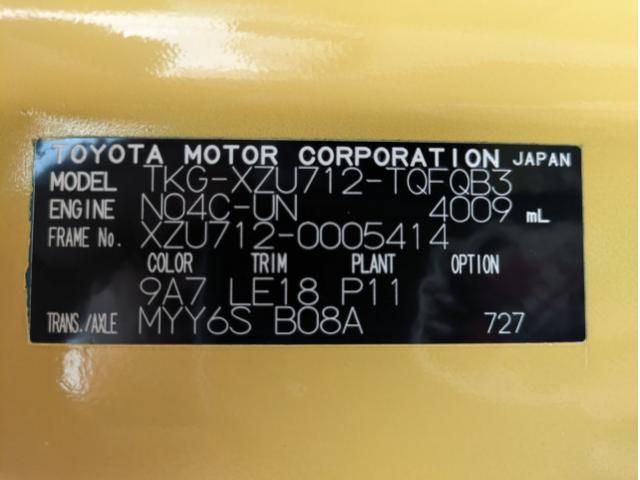 TOYOTA MOTOR CORPORATION JAPAN
MODEL TKG-XZU712-TQFQB3
ENGINE N04C-UN 4009 mL
FRAME No. XZU712-0005414
COLOR TRIM PLANT OPTION
9A7 LE18 P11
TRANS./AXLE MYY6S B08A 727